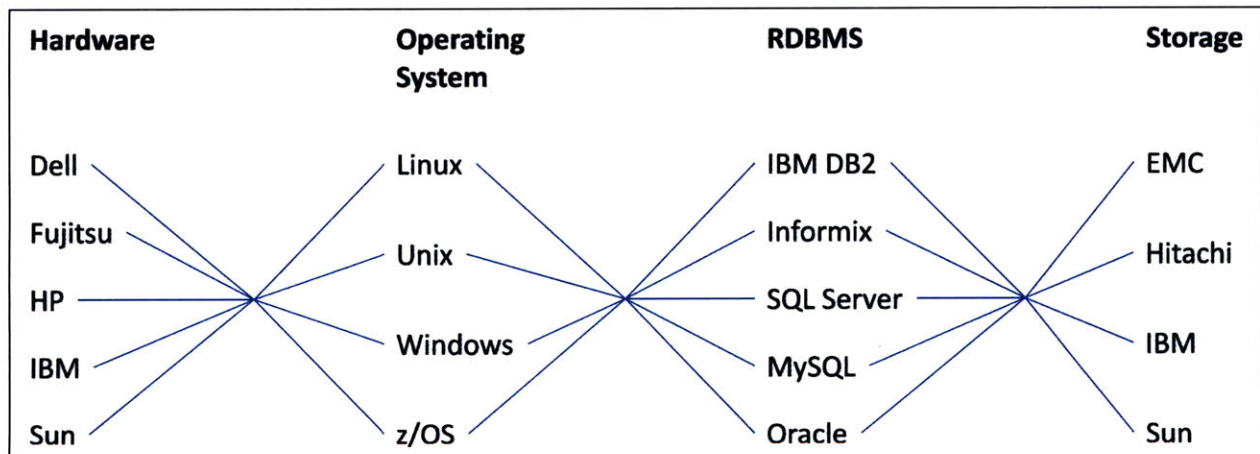 Hardware
Operating
System
RDBMS
Storage
Dell
Fujitsu
HP
IBM
Sun
Linux
Unix
Windows
z/OS
IBM DB2
Informix
SQL Server
MySQL
Oracle
EMC
Hitachi
IBM
Sun